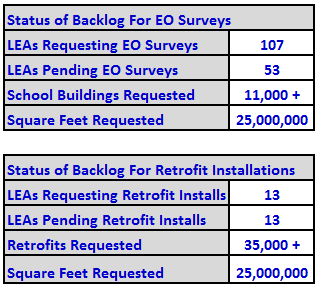 Status of Backlog For EO Surveys
LEAs Requesting EO Surveys 107
LEAs Pending EO Surveys 53
School Buildings Requested 11,000 +
Square Feet Requested 25,000,000
Status of Backlog For Retrofit Installations
LEAs Requesting Retrofit Installs 13
LEAs Pending Retrofit Installs 13
Retrofits Requested 35,000 +
Square Feet Requested 25,000,000